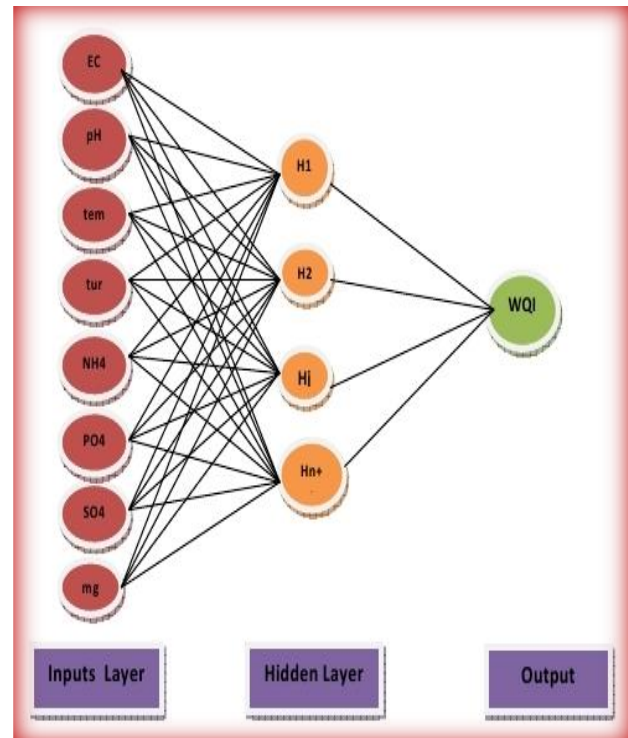 EC
pH
tem
tur
NH4
PO4
SO4
mg
H1
H2
Hj
Hn+
WQI
Inputs Layer
Hidden Layer
Output